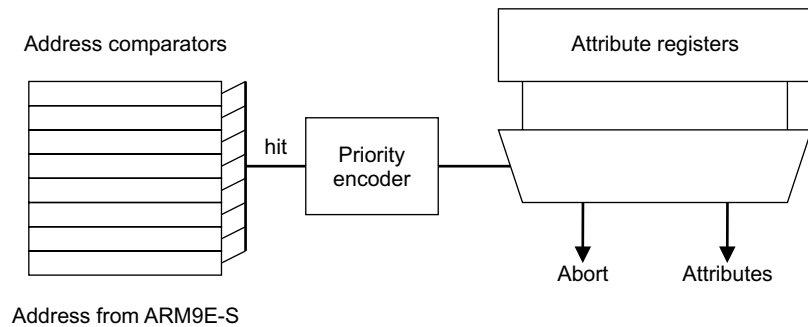 Address comparators
Attribute registers
hit
Priority
encoder
Abort
Attributes
Address from ARM9E-S